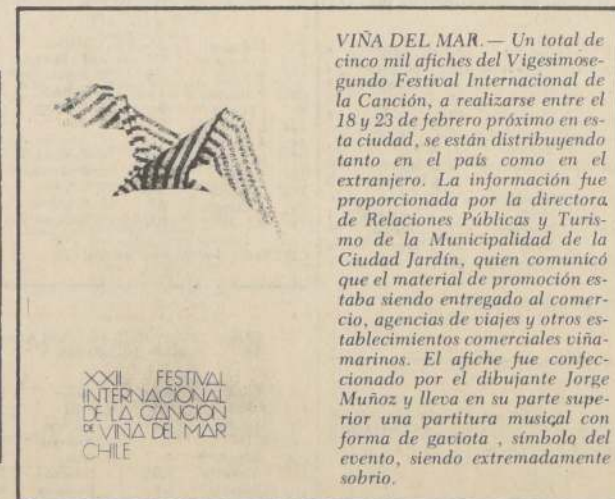 VIÑA DEL MAR.— Un total de
cinco mil afiches del Vigesimose-
gundo Festival Internacional de
la Canción, a realizarse entre el
18 y 23 de febrero próximo en es-
ta ciudad, se están distribuyendo
tanto en el país como en el
extranjero. La información fue
proporcionada por la directora
de Relaciones Públicas y Turis-
mo de la Municipalidad de la
Ciudad Jardín, quien comunicó
que el material de promoción es-
taba siendo entregado al comer-
cio, agencias de viajes y otros es-
tablecimientos comerciales viña-
marinos. El afiche fue confec-
cionado por el dibujante Jorge
Muñoz y lleva en su parte supe-
rior una partitura musical con
forma de gaviota , símbolo del
evento, siendo extremadamente
sobrio.
XXII FESTIVAL
INTERNACIONAL
DE LA CANCION
DE VIÑA DEL MAR
CHILE